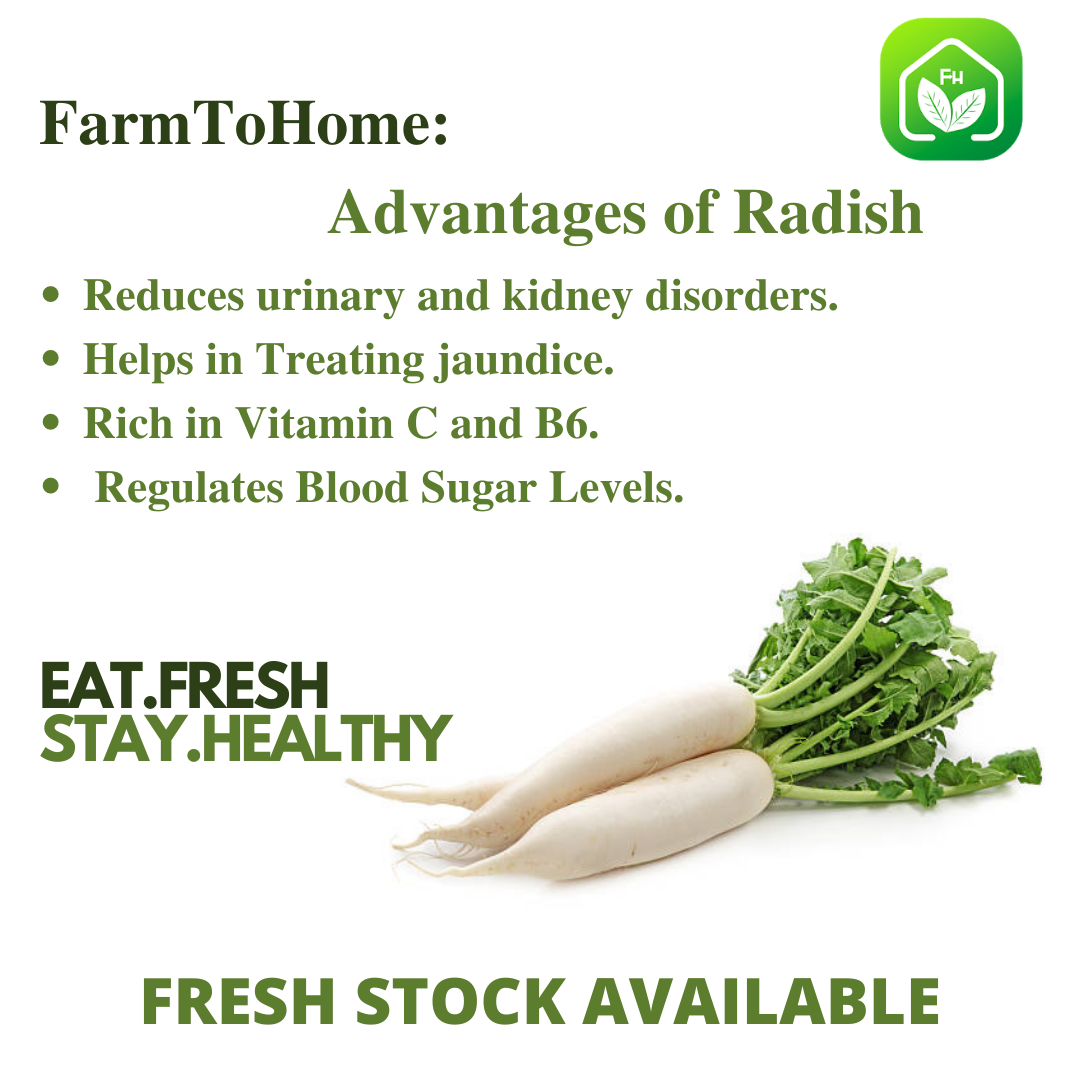 FH
FarmToHome:
Advantages of Radish
• Reduces urinary and kidney disorders.
• Helps in Treating jaundice.
• Rich in Vitamin C and B6.
• Regulates Blood Sugar Levels.
EAT.FRESH
STAY.HEALTHY
FRESH STOCK AVAILABLE